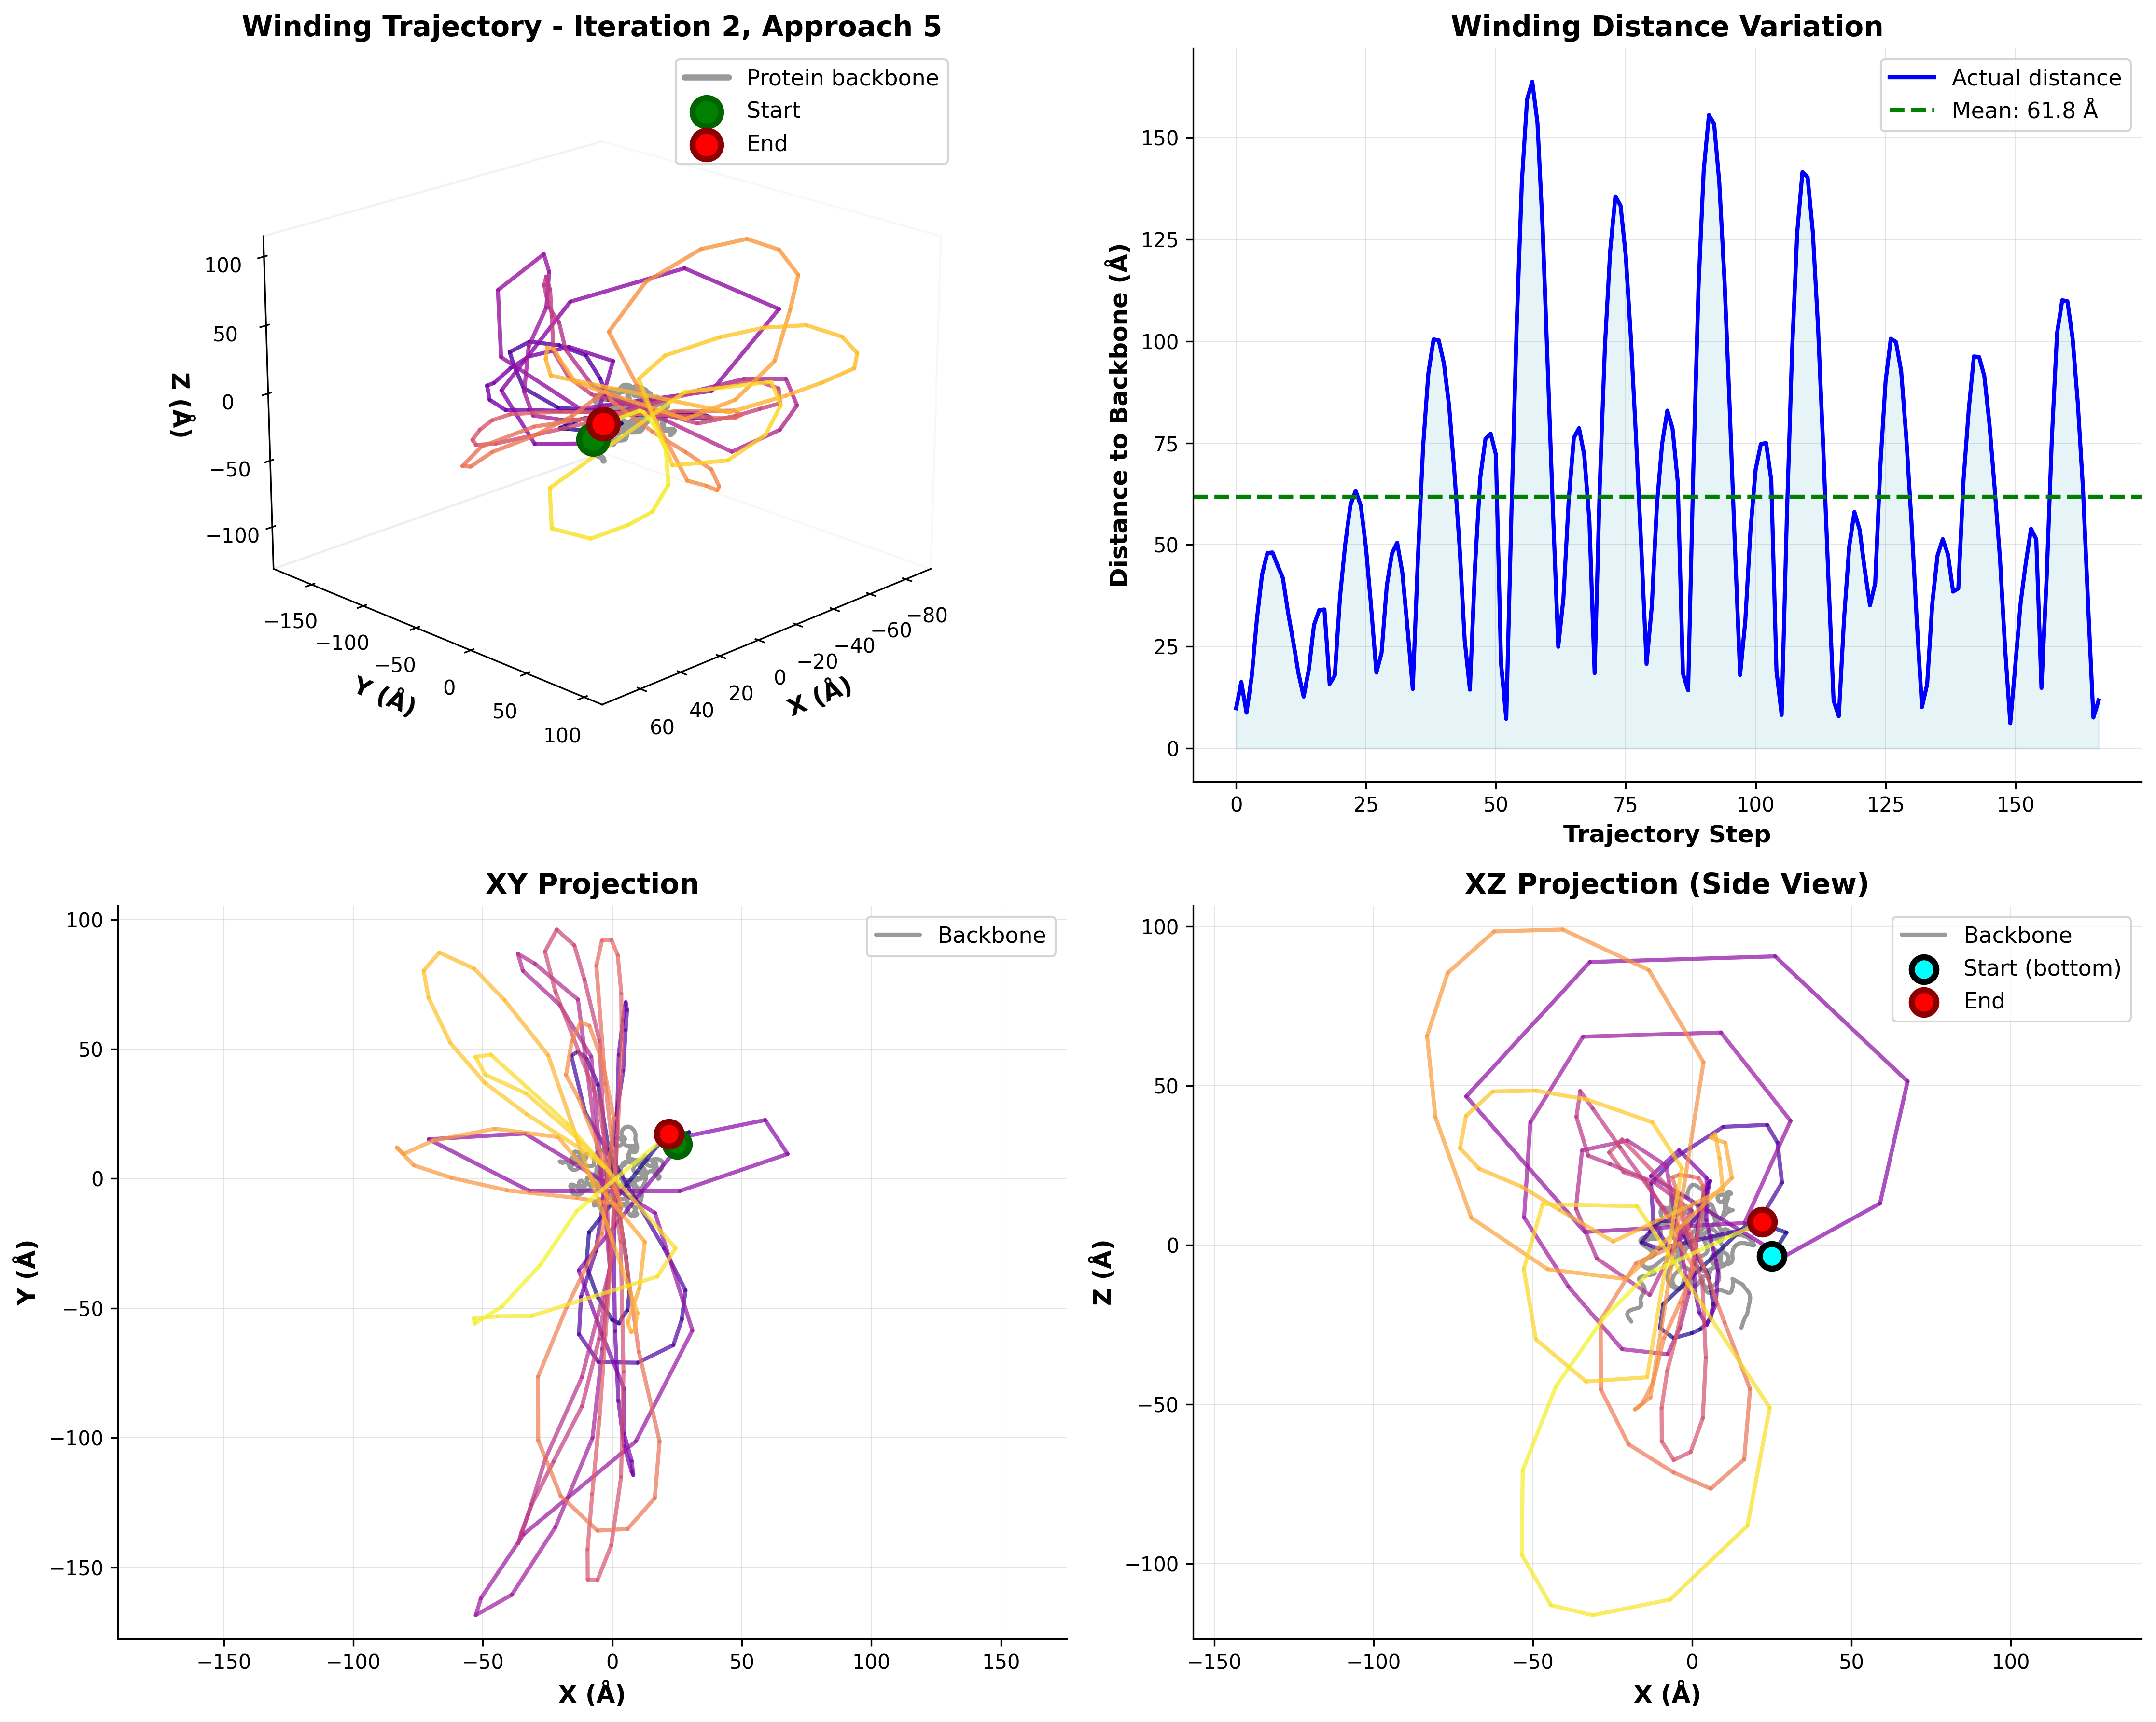 Winding Trajectory - Iteration 2, Approach 5
Protein backbone
Start
End
100
50
0
−50
−100
Z (Å)
−150
−100
−50
0
50
100
Y (Å)
60
40
20
0
−20
−40
−60
−80
X (Å)
Winding Distance Variation
Actual distance
Mean: 61.8 Å
150
125
100
75
50
25
0
Distance to Backbone (Å)
0
25
50
75
100
125
150
Trajectory Step
XY Projection
Backbone
100
50
0
−50
−100
−150
Y (Å)
−150
−100
−50
0
50
100
150
X (Å)
XZ Projection (Side View)
Backbone
Start (bottom)
End
100
50
0
−50
−100
Z (Å)
−150
−100
−50
0
50
100
X (Å)